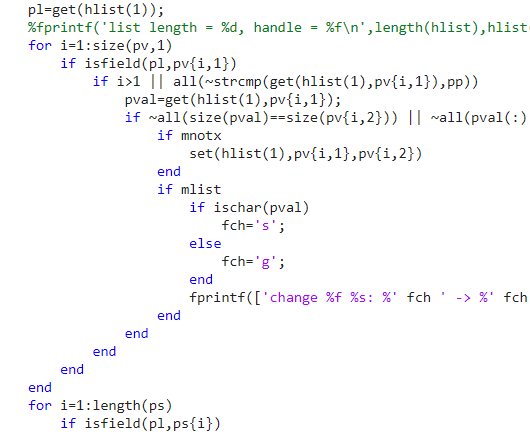 pl=get(hlist(1));
%fprintf('list length = %d, handle = %f\n',length(hlist),hlist
for i=1:size(pv,1)
    if isfield(pl,pv{i,1})
        if i>1 || all(~strcmp(get(hlist(1),pv{i,1}),pp))
            pval=get(hlist(1),pv{i,1});
            if ~all(size(pval)==size(pv{i,2})) || ~all(pval(:)
                if mnotx
                    set(hlist(1),pv{i,1},pv{i,2})
                end
                if mlist
                    if ischar(pval)
                        fch='s';
                    else
                        fch='g';
                    end
                    fprintf(['change %f %s: %' fch ' -> %' fch
                end
            end
        end
    end
end
for i=1:length(ps)
    if isfield(pl,ps{i})